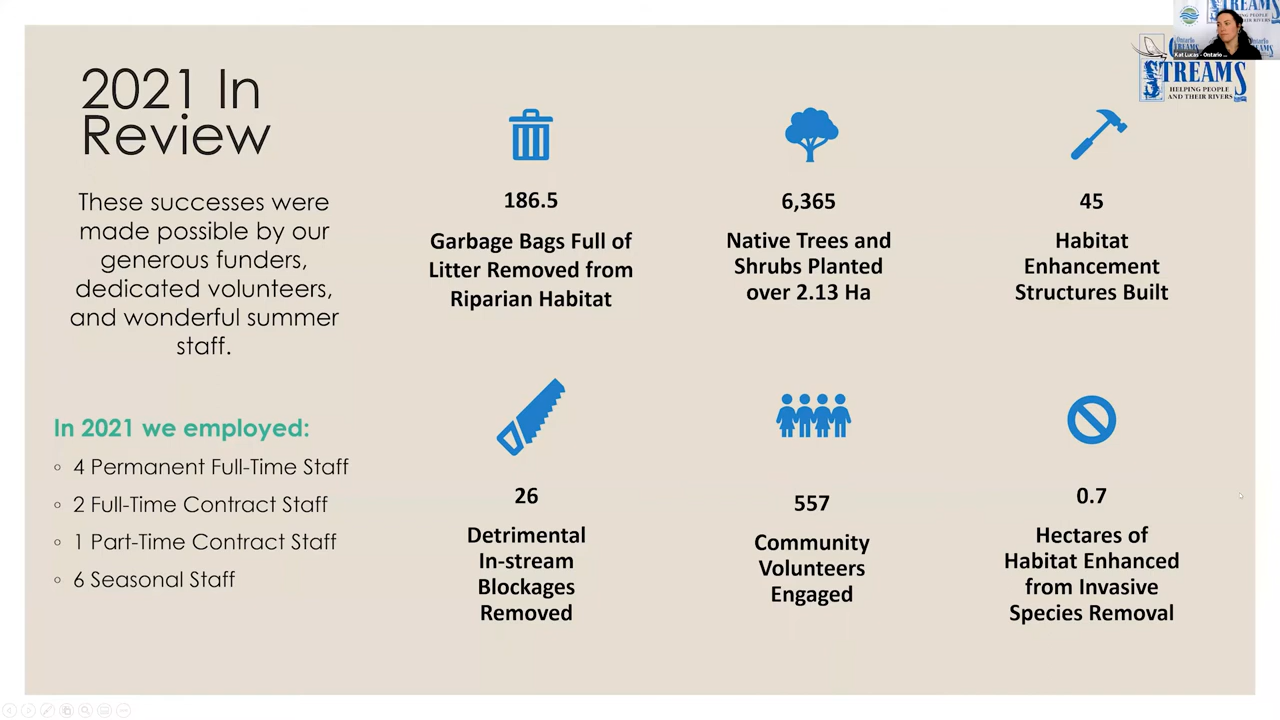 2021 In
Review
These successes were
made possible by our
generous funders,
dedicated volunteers,
and wonderful summer
staff.
In 2021 we employed:
4 Permanent Full-Time Staff
2 Full-Time Contract Staff
1 Part-Time Contract Staff
6 Seasonal Staff
186.5
Garbage Bags Full of
Litter Removed from
Riparian Habitat
6,365
Native Trees and
Shrubs Planted
over 2.13 Ha
45
Habitat
Enhancement
Structures Built
26
Detrimental
In-stream
Blockages
Removed
557
Community
Volunteers
Engaged
0.7
Hectares of
Habitat Enhanced
from Invasive
Species Removal
STREAMS
HELPING PEOPLE
AND THEIR RIVERS
Kat Lucas - Ontario ...